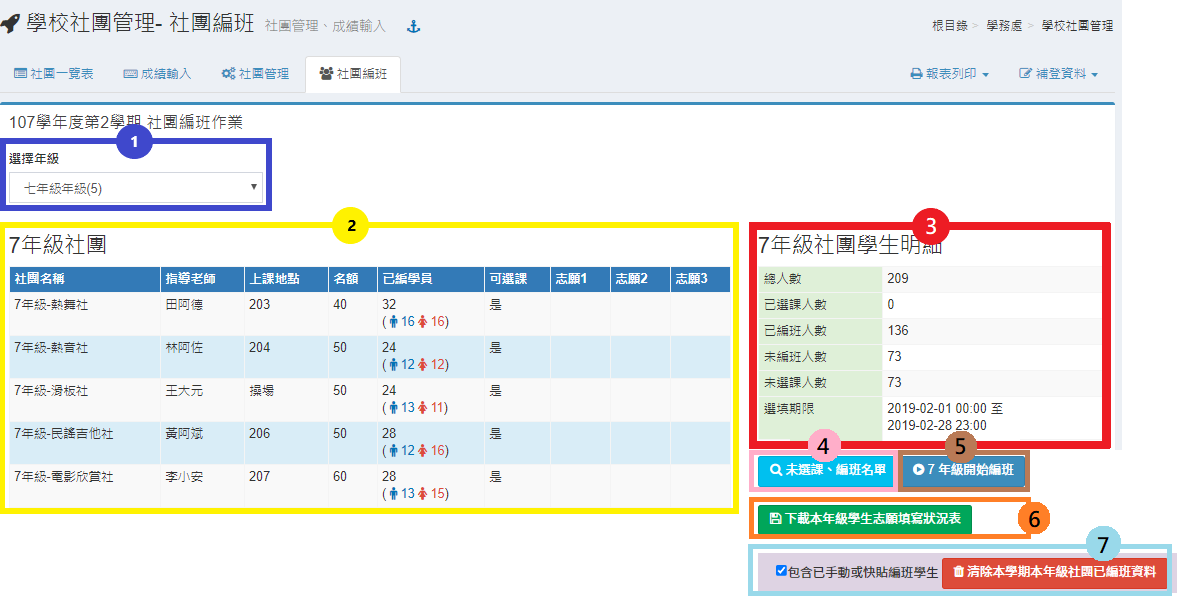 學校社團管理- 社團編班 社團管理、成績輸入
根目錄 > 學務處 > 學校社團管理
社團一覽表 成績輸入 社團管理 社團編班 報表列印 補登資料
107學年度第2學期 社團編班作業
1
選擇年級
七年級年級(5)
2
7年級社團
社團名稱 指導老師 上課地點 名額 已編學員 可選課 志願1 志願2 志願3
7年級-熱舞社 田阿德 203 40 32 是
(16 16)
7年級-熱音社 林阿佐 204 50 24 是
(12 12)
7年級-滑板社 王大元 操場 50 24 是
(13 11)
7年級-民謠吉他社 黃阿斌 206 50 28 是
(12 16)
7年級-電影欣賞社 李小安 207 60 28 是
(13 15)
3
7年級社團學生明細
總人數 209
已選課人數 0
已編班人數 136
未編班人數 73
未選課人數 73
選填期限 2019-02-01 00:00 至
2019-02-28 23:00
4
未選課、編班名單
5
7 年級開始編班
下載本年級學生志願填寫狀況表
6
7
包含已手動或快貼編班學生 清除本學期本年級社團已編班資料